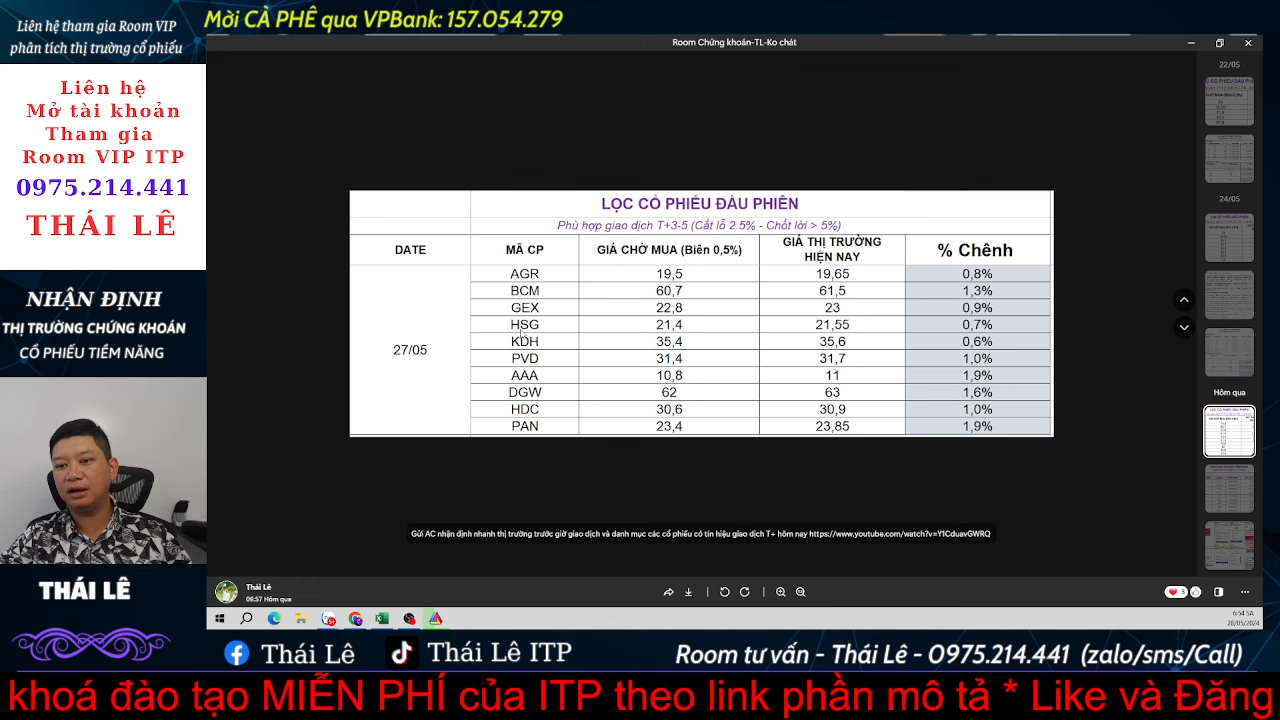 Liên hệ tham gia Room VIP
phân tích thị trường cổ phiếu
Mời CÀ PHÊ qua VPBank: 157.054.279
Liên hệ
Mở tài khoản
Tham gia
Room VIP ITP
0975.214.441
THÁI LÊ
NHẬN ĐỊNH
THỊ TRƯỜNG CHỨNG KHOÁN
CỔ PHIẾU TIỀM NĂNG
THÁI LÊ
Room Chứng khoán-TL-Ko chát
LỌC CỔ PHIẾU ĐẦU PHIÊN
Phù hợp giao dịch T+3-5 (Cắt lỗ 2.5% - Chốt lời > 5%)
DATE MÃ CP GIÁ CHỜ MUA (Biên 0,5%) GIÁ THỊ TRƯỜNG HIỆN NAY % Chênh
27/05
AGR 19,5 19,65 0,8%
BCM 60,7 61,5 1,3%
GEX 22,8 23 0,9%
HSG 21,4 21,55 0,7%
KDH 35,4 35,6 0,6%
PVD 31,4 31,7 1,0%
AAA 10,8 11 1,9%
DGW 62 63 1,6%
HDC 30,6 30,9 1,0%
PAN 23,4 23,85 1,9%
Gửi AC nhận định nhanh thị trường trước giờ giao dịch và danh mục các cổ phiếu có tín hiệu giao dịch T+ hôm nay https://www.youtube.com/watch?v=Y1CduavGWRQ
22/05
24/05
Hôm qua
Thái Lê
06:57 Hôm qua
3
6:54 SA
28/05/2024
Thái Lê
Thái Lê ITP
Room tư vấn - Thái Lê - 0975.214.441 (zalo/sms/Call)
khoá đào tạo MIỄN PHÍ của ITP theo link phần mô tả * Like và Đăng